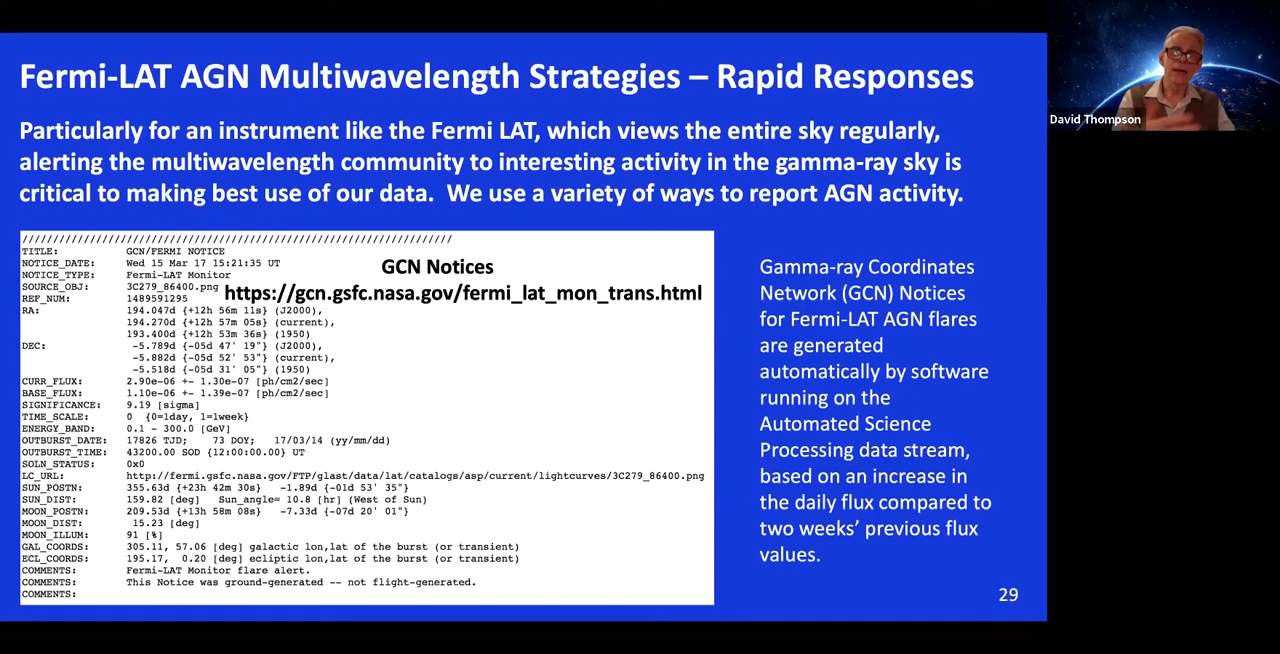 Fermi-LAT AGN Multiwavelength Strategies – Rapid Responses
Particularly for an instrument like the Fermi LAT, which views the entire sky regularly,
alerting the multiwavelength community to interesting activity in the gamma-ray sky is
critical to making best use of our data.  We use a variety of ways to report AGN activity.
////////////////////////////////////////////////////////////////////////
TITLE: GCN/FERMI NOTICE
NOTICE_DATE: Wed 15 Mar 17 15:21:35 UT
NOTICE_TYPE: Fermi-LAT Monitor
SOURCE_OBJ: 3C279_86400.png
REF_NUM: 1489591295
RA: 194.047d {+12h 56m 11s} (J2000),
194.270d {+12h 57m 05s} (current),
193.400d {+12h 53m 36s} (1950)
DEC: -5.789d {-05d 47' 19"} (J2000),
-5.882d {-05d 52' 53"} (current),
-5.518d {-05d 31' 05"} (1950)
CURR_FLUX: 2.90e-06 +- 1.30e-07 [ph/cm2/sec]
BASE_FLUX: 1.10e-06 +- 1.39e-07 [ph/cm2/sec]
SIGNIFICANCE: 9.19 [sigma]
TIME_SCALE: 0 {0=1day, 1=1week}
ENERGY_BAND: 0.1 - 300.0 [GeV]
OUTBURST_DATE: 17826 TJD; 73 DOY; 17/03/14 (yy/mm/dd)
OUTBURST_TIME: 43200.00 SOD {12:00:00.00} UT
SOLN_STATUS: 0x0
LC_URL: http://fermi.gsfc.nasa.gov/FTP/glast/data/lat/catalogs/asp/current/lightcurves/3C279_86400.png
SUN_POSTN: 355.63d {+23h 42m 30s} -1.89d {-01d 53' 35"}
SUN_DIST: 159.82 [deg] Sun_angle= 10.8 [hr] (West of Sun)
MOON_POSTN: 209.53d {+13h 58m 08s} -7.33d {-07d 20' 01"}
MOON_DIST: 15.23 [deg]
MOON_ILLUM: 91 [%]
GAL_COORDS: 305.11, 57.06 [deg] galactic lon,lat of the burst (or transient)
ECL_COORDS: 195.17, 0.20 [deg] ecliptic lon,lat of the burst (or transient)
COMMENTS: Fermi-LAT Monitor flare alert.
COMMENTS: This Notice was ground-generated -- not flight-generated.
COMMENTS:
GCN Notices
https://gcn.gsfc.nasa.gov/fermi_lat_mon_trans.html
Gamma-ray Coordinates
Network (GCN) Notices
for Fermi-LAT AGN flares
are generated
automatically by software
running on the
Automated Science
Processing data stream,
based on an increase in
the daily flux compared to
two weeks’ previous flux
values.
29
David Thompson